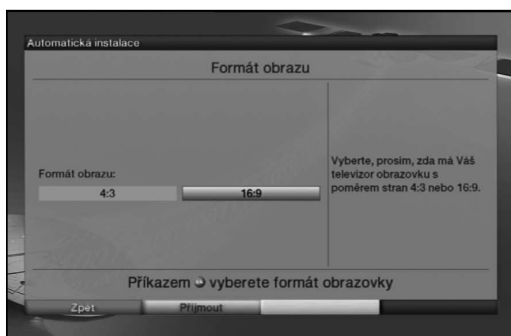 Automatická instalace
Formát obrazu
Formát obrazu:
4:3 16:9
Vyberte, prosím, zda má Váš
televizor obrazovku s
poměrem stran 4:3 nebo 16:9.
Příkazem vyberete formát obrazovky
Zpět Přijmout